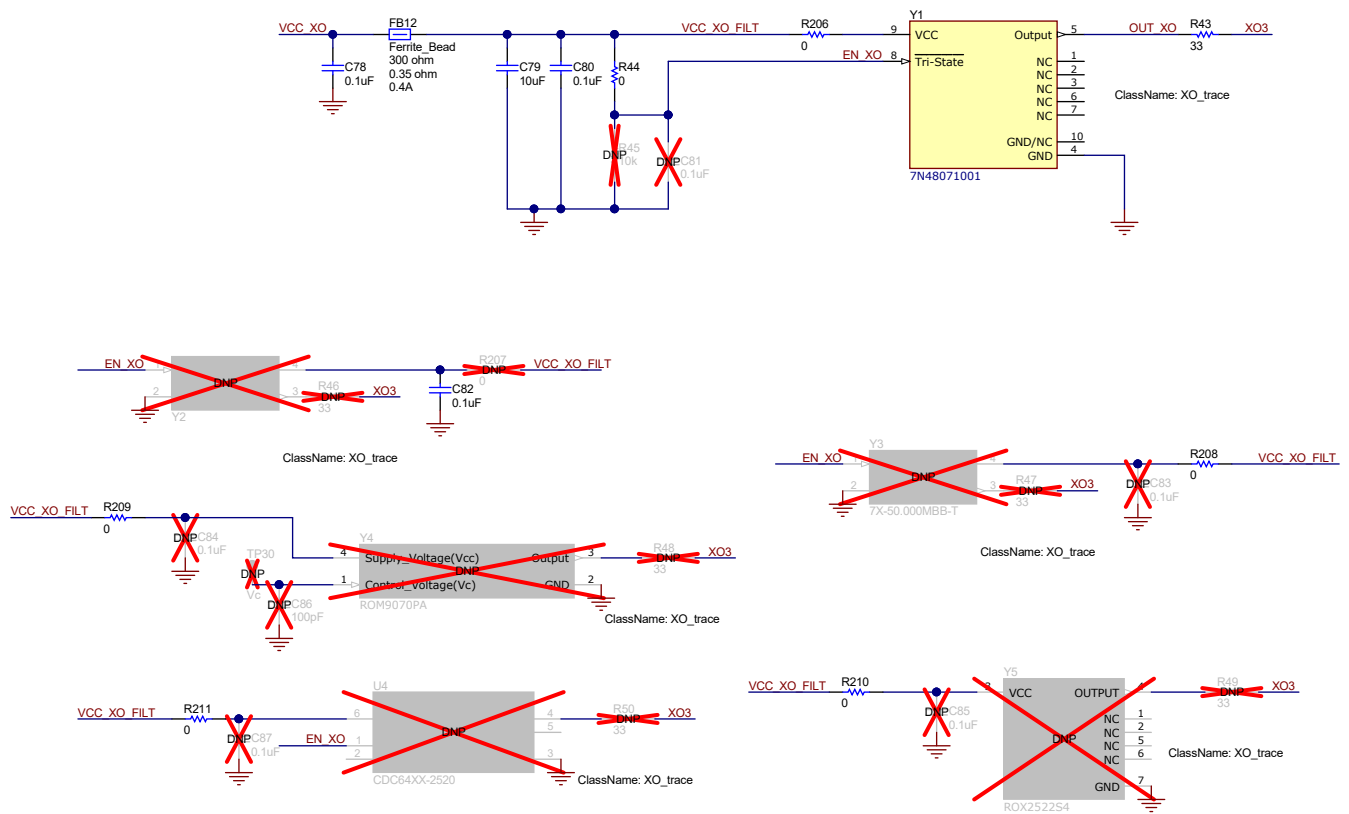 VCC_XO
FB12
Ferrite_Bead
300 ohm
0.35 ohm
0.4A
C78
0.1uF
C79
10uF
C80
0.1uF
R44
0
VCC_XO_FILT
R206
0
EN_XO
DNP
R45
10k
DNP
C81
0.1uF
Y1
9
VCC
8
Tri-State
Output
5
NC
1
NC
2
NC
3
NC
6
NC
7
GND/NC
10
GND
4
7N48071001
OUT_XO
R43
33
XO3
ClassName: XO_trace
EN_XO
2
DNP
Y2
4
3
R46
DNP
33
XO3
C82
0.1uF
R207
DNP
0
VCC_XO_FILT
ClassName: XO_trace
EN_XO
2
Y3
DNP
7X-50.000MBB-T
4
3
R47
DNP
33
XO3
DNP
C83
0.1uF
R208
0
VCC_XO_FILT
ClassName: XO_trace
VCC_XO_FILT
R209
0
DNP
C84
0.1uF
TP30
DNP
Vc
DNP
C86
100pF
Y4
4
Supply_Voltage(Vcc)
Output
3
1
Control_Voltage(Vc)
GND
2
DNP
ROM9070PA
R48
DNP
33
XO3
ClassName: XO_trace
VCC_XO_FILT
R211
0
DNP
C87
0.1uF
EN_XO
U4
6
1
2
4
5
3
DNP
CDC64XX-2520
R50
DNP
33
XO3
ClassName: XO_trace
VCC_XO_FILT
R210
0
DNP
C85
0.1uF
Y5
3
VCC
OUTPUT
4
NC
1
NC
2
NC
5
NC
6
GND
7
DNP
ROX2522S4
R49
DNP
33
XO3
ClassName: XO_trace